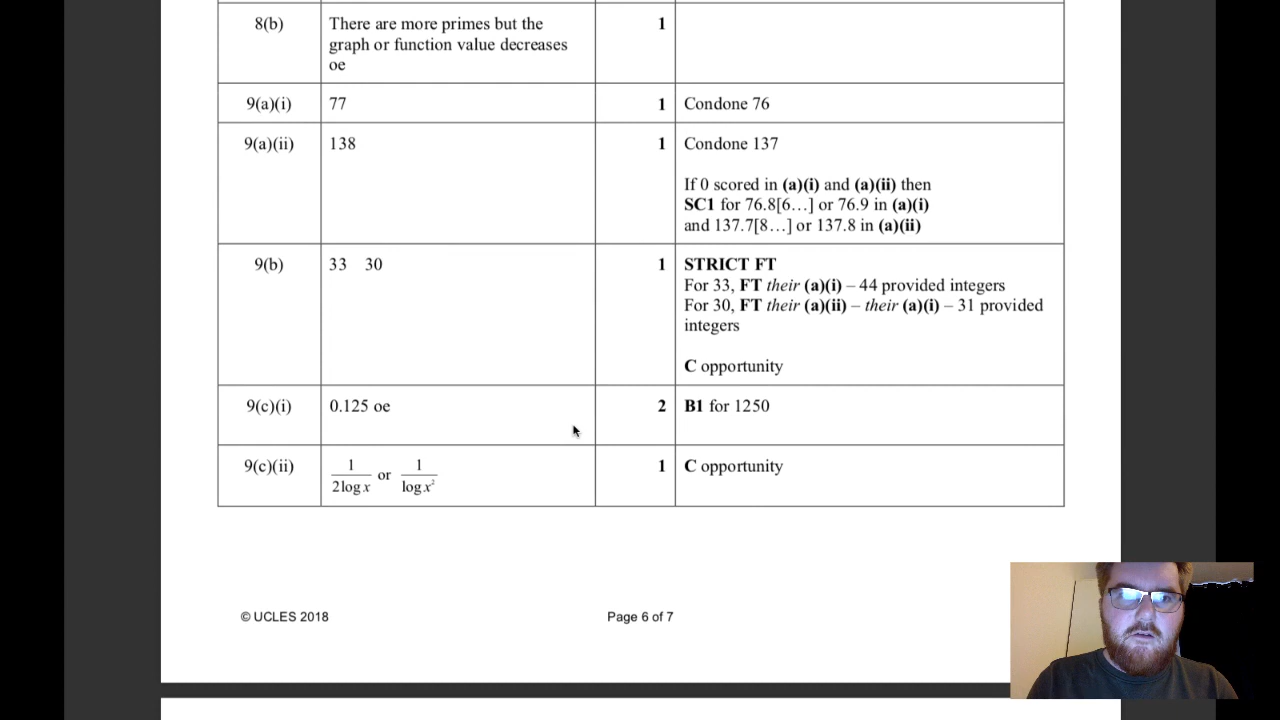 8(b) There are more primes but the 1
graph or function value decreases
oe
9(a)(i) 77 1 Condone 76
9(a)(ii) 138 1 Condone 137
If 0 scored in (a)(i) and (a)(ii) then
SC1 for 76.8[6…] or 76.9 in (a)(i)
and 137.7[8…] or 137.8 in (a)(ii)
9(b) 33 30 1 STRICT FT
For 33, FT their (a)(i) – 44 provided integers
For 30, FT their (a)(ii) – their (a)(i) – 31 provided
integers
C opportunity
9(c)(i) 0.125 oe 2 B1 for 1250
9(c)(ii) 1/(2 log x) or 1/(log x²) 1 C opportunity
© UCLES 2018 Page 6 of 7